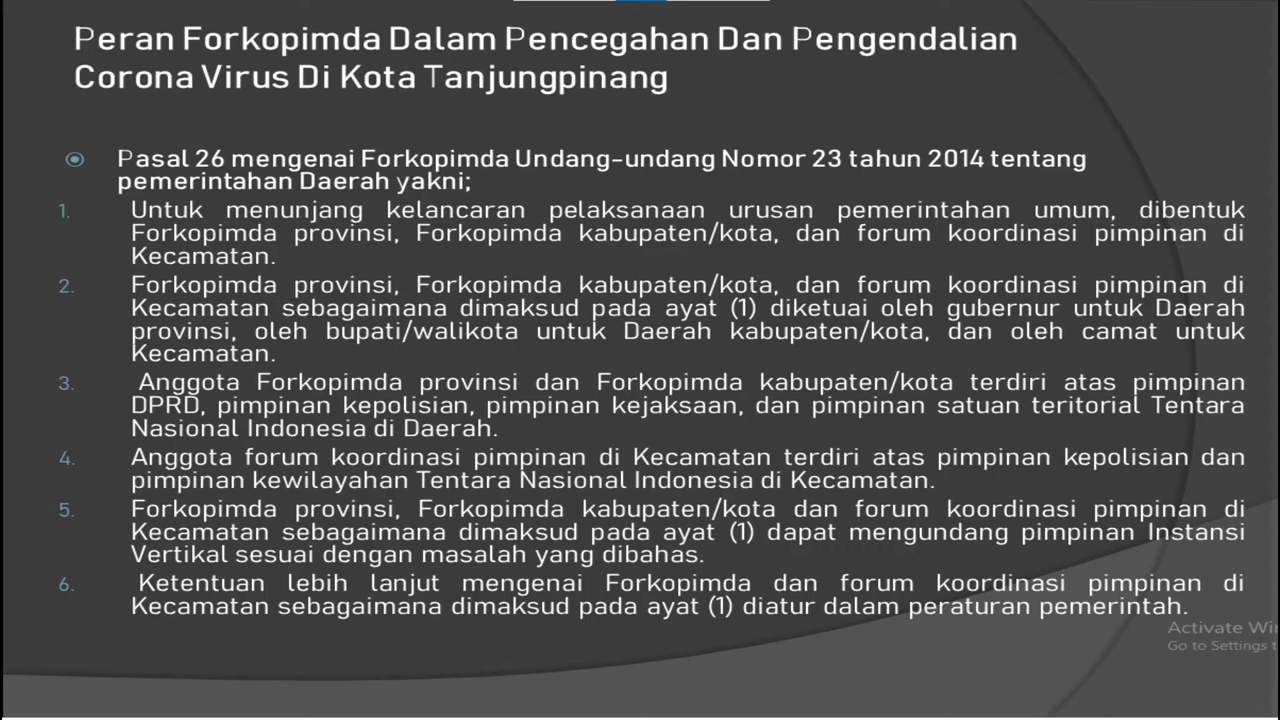 Peran Forkopimda Dalam Pencegahan Dan Pengendalian
Corona Virus Di Kota Tanjungpinang
Pasal 26 mengenai Forkopimda Undang-undang Nomor 23 tahun 2014 tentang
pemerintahan Daerah yakni;
1. Untuk menunjang kelancaran pelaksanaan urusan pemerintahan umum, dibentuk
Forkopimda provinsi, Forkopimda kabupaten/kota, dan forum koordinasi pimpinan di
Kecamatan.
2. Forkopimda provinsi, Forkopimda kabupaten/kota, dan forum koordinasi pimpinan di
Kecamatan sebagaimana dimaksud pada ayat (1) diketuai oleh gubernur untuk Daerah
provinsi, oleh bupati/walikota untuk Daerah kabupaten/kota, dan oleh camat untuk
Kecamatan.
3. Anggota Forkopimda provinsi dan Forkopimda kabupaten/kota terdiri atas pimpinan
DPRD, pimpinan kepolisian, pimpinan kejaksaan, dan pimpinan satuan teritorial Tentara
Nasional Indonesia di Daerah.
4. Anggota forum koordinasi pimpinan di Kecamatan terdiri atas pimpinan kepolisian dan
pimpinan kewilayahan Tentara Nasional Indonesia di Kecamatan.
5. Forkopimda provinsi, Forkopimda kabupaten/kota dan forum koordinasi pimpinan di
Kecamatan sebagaimana dimaksud pada ayat (1) dapat mengundang pimpinan Instansi
Vertikal sesuai dengan masalah yang dibahas.
6. Ketentuan lebih lanjut mengenai Forkopimda dan forum koordinasi pimpinan di
Kecamatan sebagaimana dimaksud pada ayat (1) diatur dalam peraturan pemerintah.
Activate Wi
Go to Settings t